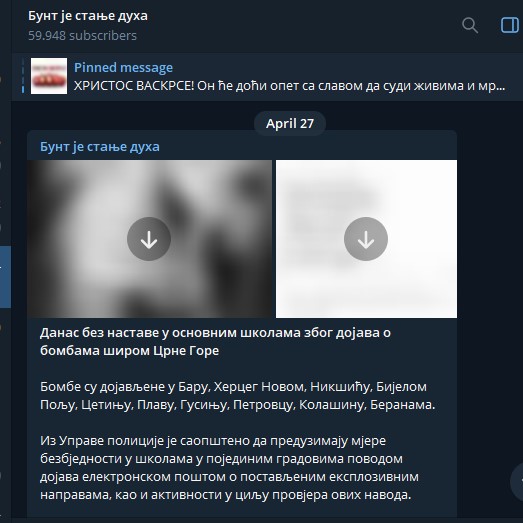 Бунт је стање духа
59.948 subscribers
Pinned message
ХРИСТОС ВАСКРСЕ! Он ће доћи опет са славом да суди живима и мр...
April 27
Бунт је стање духа
Данас без наставе у основним школама због дојава о
бомбама широм Црне Горе
Бомбе су дојављене у Бару, Херцег Новом, Никшићу, Бијелом
Пољу, Цетињу, Плаву, Гусињу, Петровцу, Колашину, Беранама.
Из Управе полиције је саопштено да предузимају мјере
безбједности у школама у појединим градовима поводом
дојава електронском поштом о постављеним експлозивним
направама, као и активности у циљу провјера ових навода.